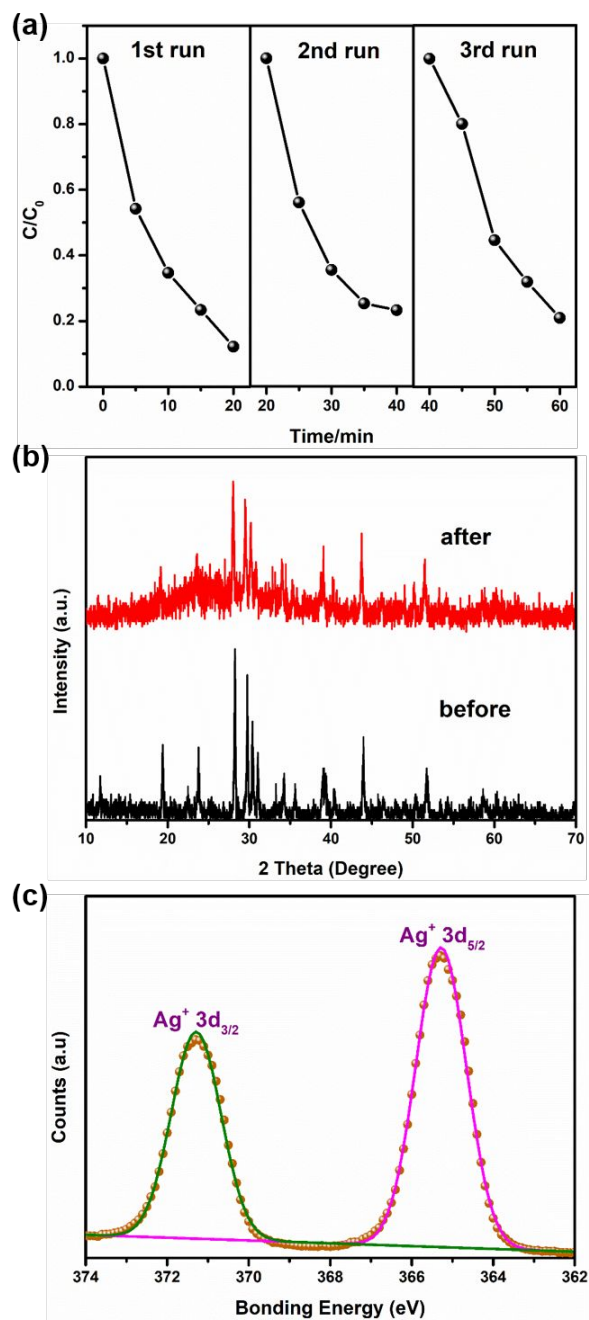 (a)
1st run 2nd run 3rd run
1.0
0.8
0.6
0.4
0.2
0.0
C/C0
0 10 20 20 30 40 40 50 60
Time/min
(b)
after
before
Intensity (a.u.)
10 20 30 40 50 60 70
2 Theta (Degree)
(c)
Ag+ 3d5/2
Ag+ 3d3/2
Counts (a.u)
374 372 370 368 366 364 362
Bonding Energy (eV)